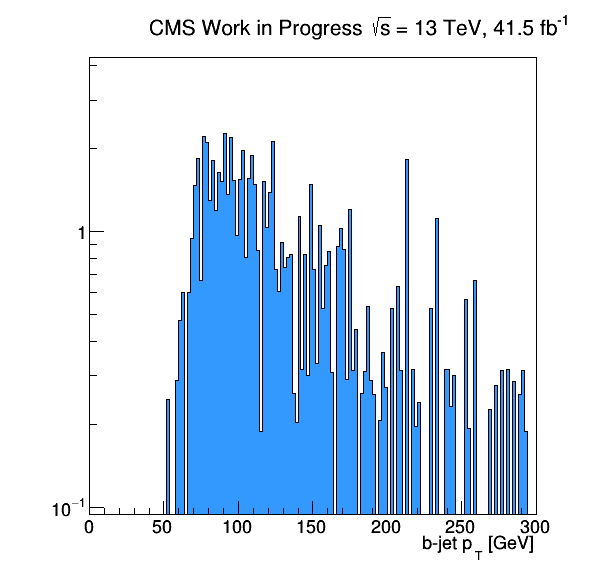 CMS Work in Progress √s = 13 TeV, 41.5 fb⁻¹
1
10⁻¹
0 50 100 150 200 250 300
b-jet p_T [GeV]